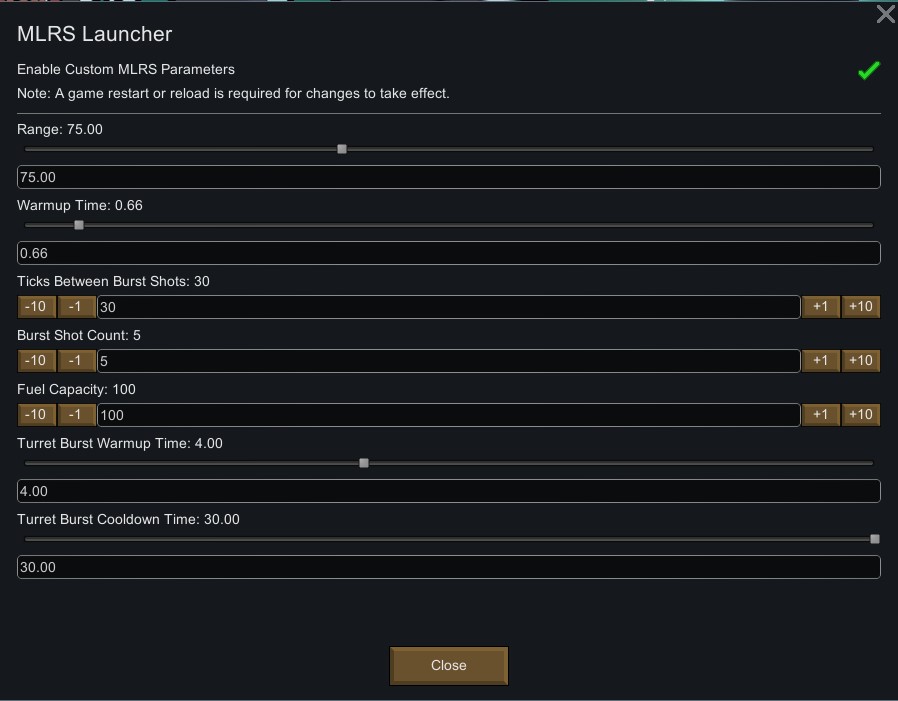 MLRS Launcher
Enable Custom MLRS Parameters
Note: A game restart or reload is required for changes to take effect.
Range: 75.00
75.00
Warmup Time: 0.66
0.66
Ticks Between Burst Shots: 30
-10 -1 30 +1 +10
Burst Shot Count: 5
-10 -1 5 +1 +10
Fuel Capacity: 100
-10 -1 100 +1 +10
Turret Burst Warmup Time: 4.00
4.00
Turret Burst Cooldown Time: 30.00
30.00
Close